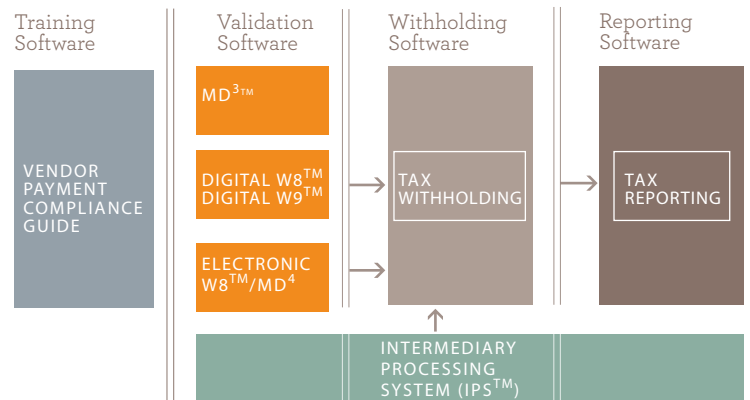 Training
Software
Validation
Software
Withholding
Software
Reporting
Software
VENDOR
PAYMENT
COMPLIANCE
GUIDE
MD³™
DIGITAL W8™
DIGITAL W9™
ELECTRONIC
W8™/MD⁴
TAX
WITHHOLDING
TAX
REPORTING
INTERMEDIARY
PROCESSING
SYSTEM (IPS™)